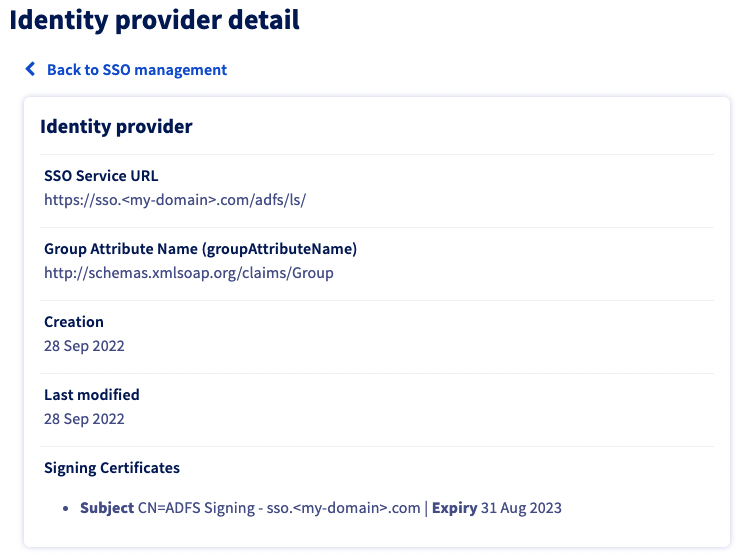 Identity provider detail
Back to SSO management
Identity provider
SSO Service URL
https://sso.<my-domain>.com/adfs/ls/
Group Attribute Name (groupAttributeName)
http://schemas.xmlsoap.org/claims/Group
Creation
28 Sep 2022
Last modified
28 Sep 2022
Signing Certificates
• Subject CN=ADFS Signing - sso.<my-domain>.com | Expiry 31 Aug 2023